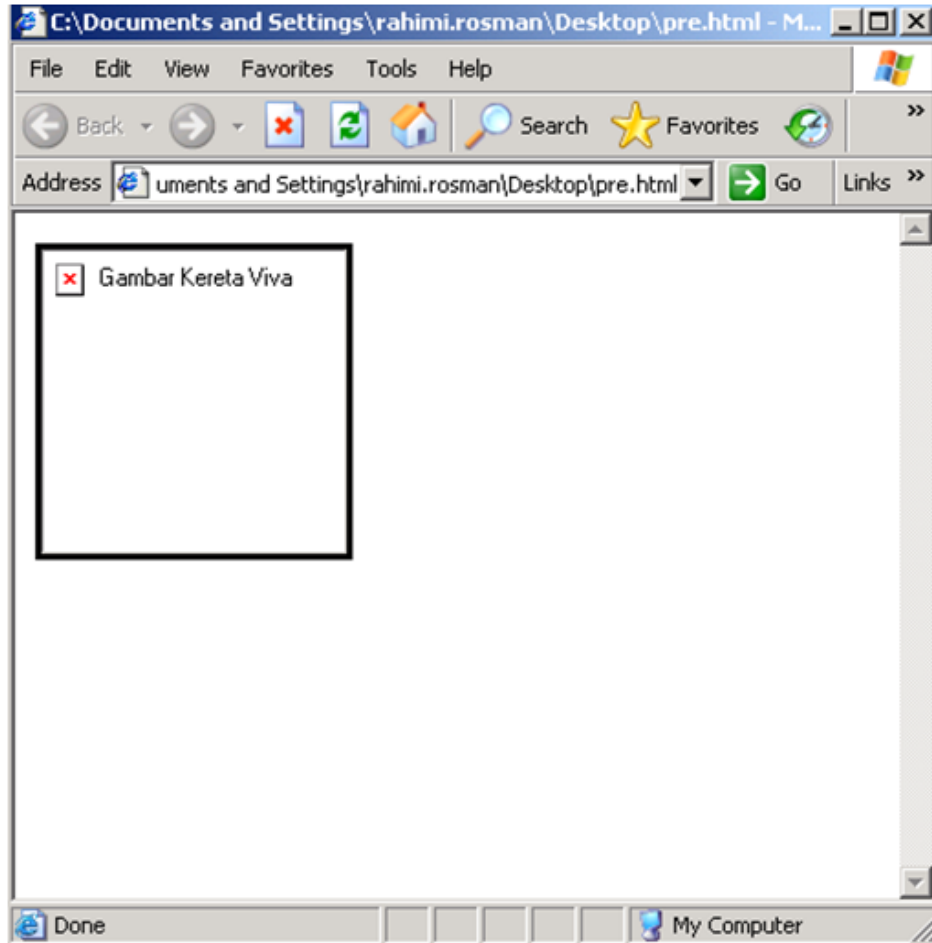 C:\Documents and Settings\rahimi.rosman\Desktop\pre.html - M...
File Edit View Favorites Tools Help
Back Search Favorites »
Address uments and Settings\rahimi.rosman\Desktop\pre.html Go Links »
Gambar Kereta Viva
Done My Computer